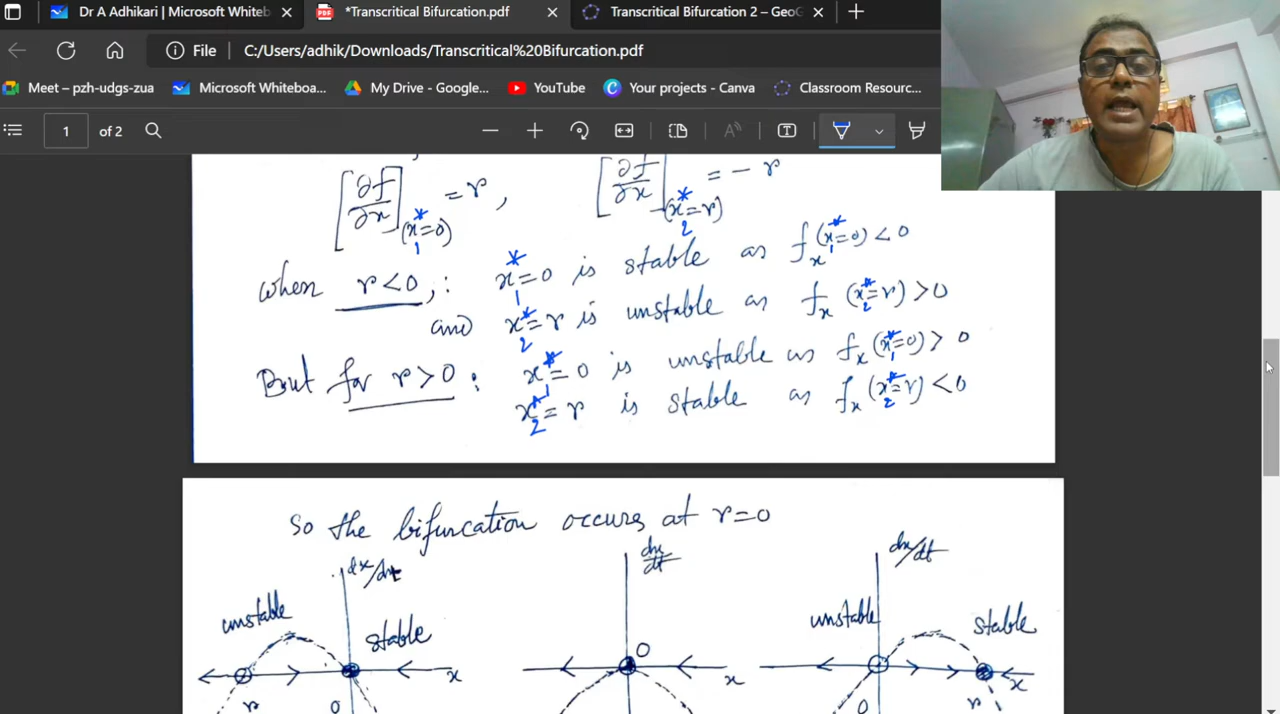 Dr A Adhikari | Microsoft Whiteb
*Transcritical Bifurcation.pdf
Transcritical Bifurcation 2 – GeoG
File
C:/Users/adhik/Downloads/Transcritical%20Bifurcation.pdf
Meet – pzh-udgs-zua
Microsoft Whiteboa...
My Drive - Google...
YouTube
Your projects - Canva
Classroom Resourc...
1 of 2
[∂f/∂x](x₁*=0) = r, [∂f/∂x](x₂*=r) = - r
when r<0,: x₁*=0 is stable as fₓ(x₁*=0) < 0
and x₂*=r is unstable as fₓ(x₂*=r) > 0
But for r>0: x₁*=0 is unstable as fₓ(x₁*=0) > 0
x₂*=r is stable as fₓ(x₂*=r) < 0
So the bifurcation occurs at r=0
dx/dt
dx/dt
dx/dt
unstable
stable
O
unstable
stable
x
x
x
r
O
O
r